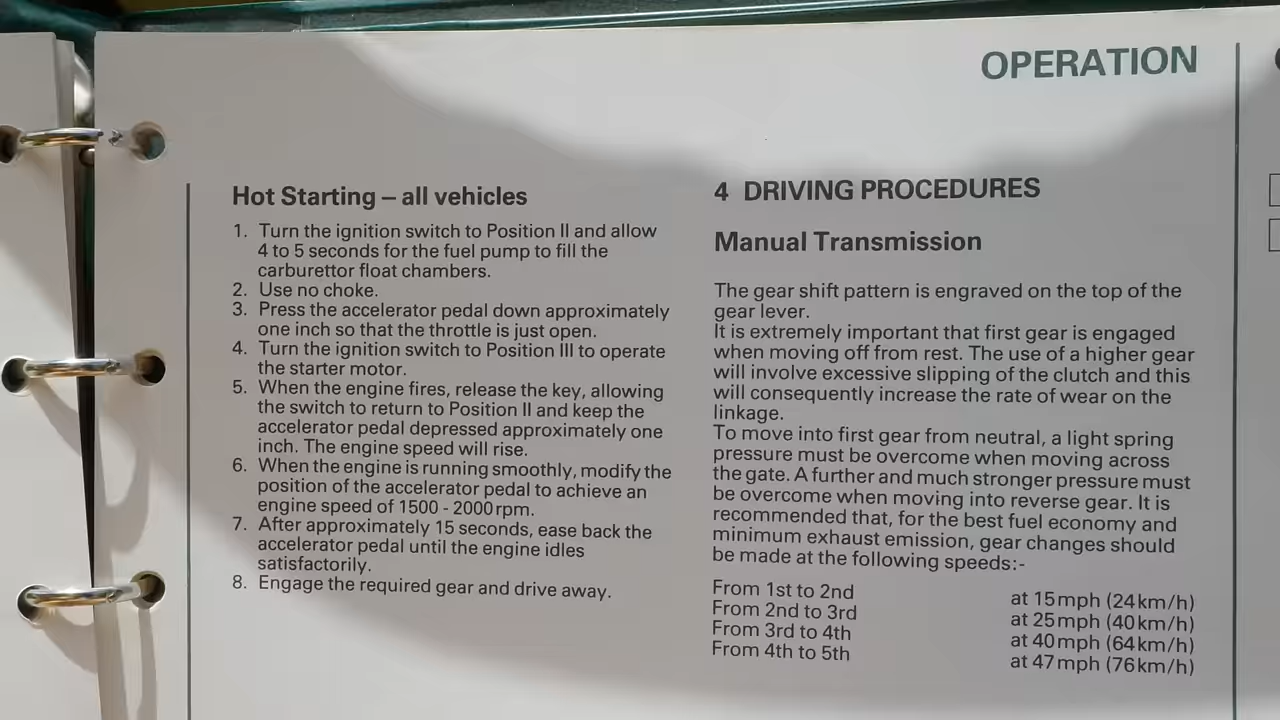 OPERATION
Hot Starting – all vehicles
1. Turn the ignition switch to Position II and allow
4 to 5 seconds for the fuel pump to fill the
carburettor float chambers.
2. Use no choke.
3. Press the accelerator pedal down approximately
one inch so that the throttle is just open.
4. Turn the ignition switch to Position III to operate
the starter motor.
5. When the engine fires, release the key, allowing
the switch to return to Position II and keep the
accelerator pedal depressed approximately one
inch. The engine speed will rise.
6. When the engine is running smoothly, modify the
position of the accelerator pedal to achieve an
engine speed of 1500 - 2000 rpm.
7. After approximately 15 seconds, ease back the
accelerator pedal until the engine idles
satisfactorily.
8. Engage the required gear and drive away.
4 DRIVING PROCEDURES
Manual Transmission
The gear shift pattern is engraved on the top of the
gear lever.
It is extremely important that first gear is engaged
when moving off from rest. The use of a higher gear
will involve excessive slipping of the clutch and this
will consequently increase the rate of wear on the
linkage.
To move into first gear from neutral, a light spring
pressure must be overcome when moving across
the gate. A further and much stronger pressure must
be overcome when moving into reverse gear. It is
recommended that, for the best fuel economy and
minimum exhaust emission, gear changes should
be made at the following speeds:-
From 1st to 2nd at 15 mph (24 km/h)
From 2nd to 3rd at 25 mph (40 km/h)
From 3rd to 4th at 40 mph (64 km/h)
From 4th to 5th at 47 mph (76 km/h)